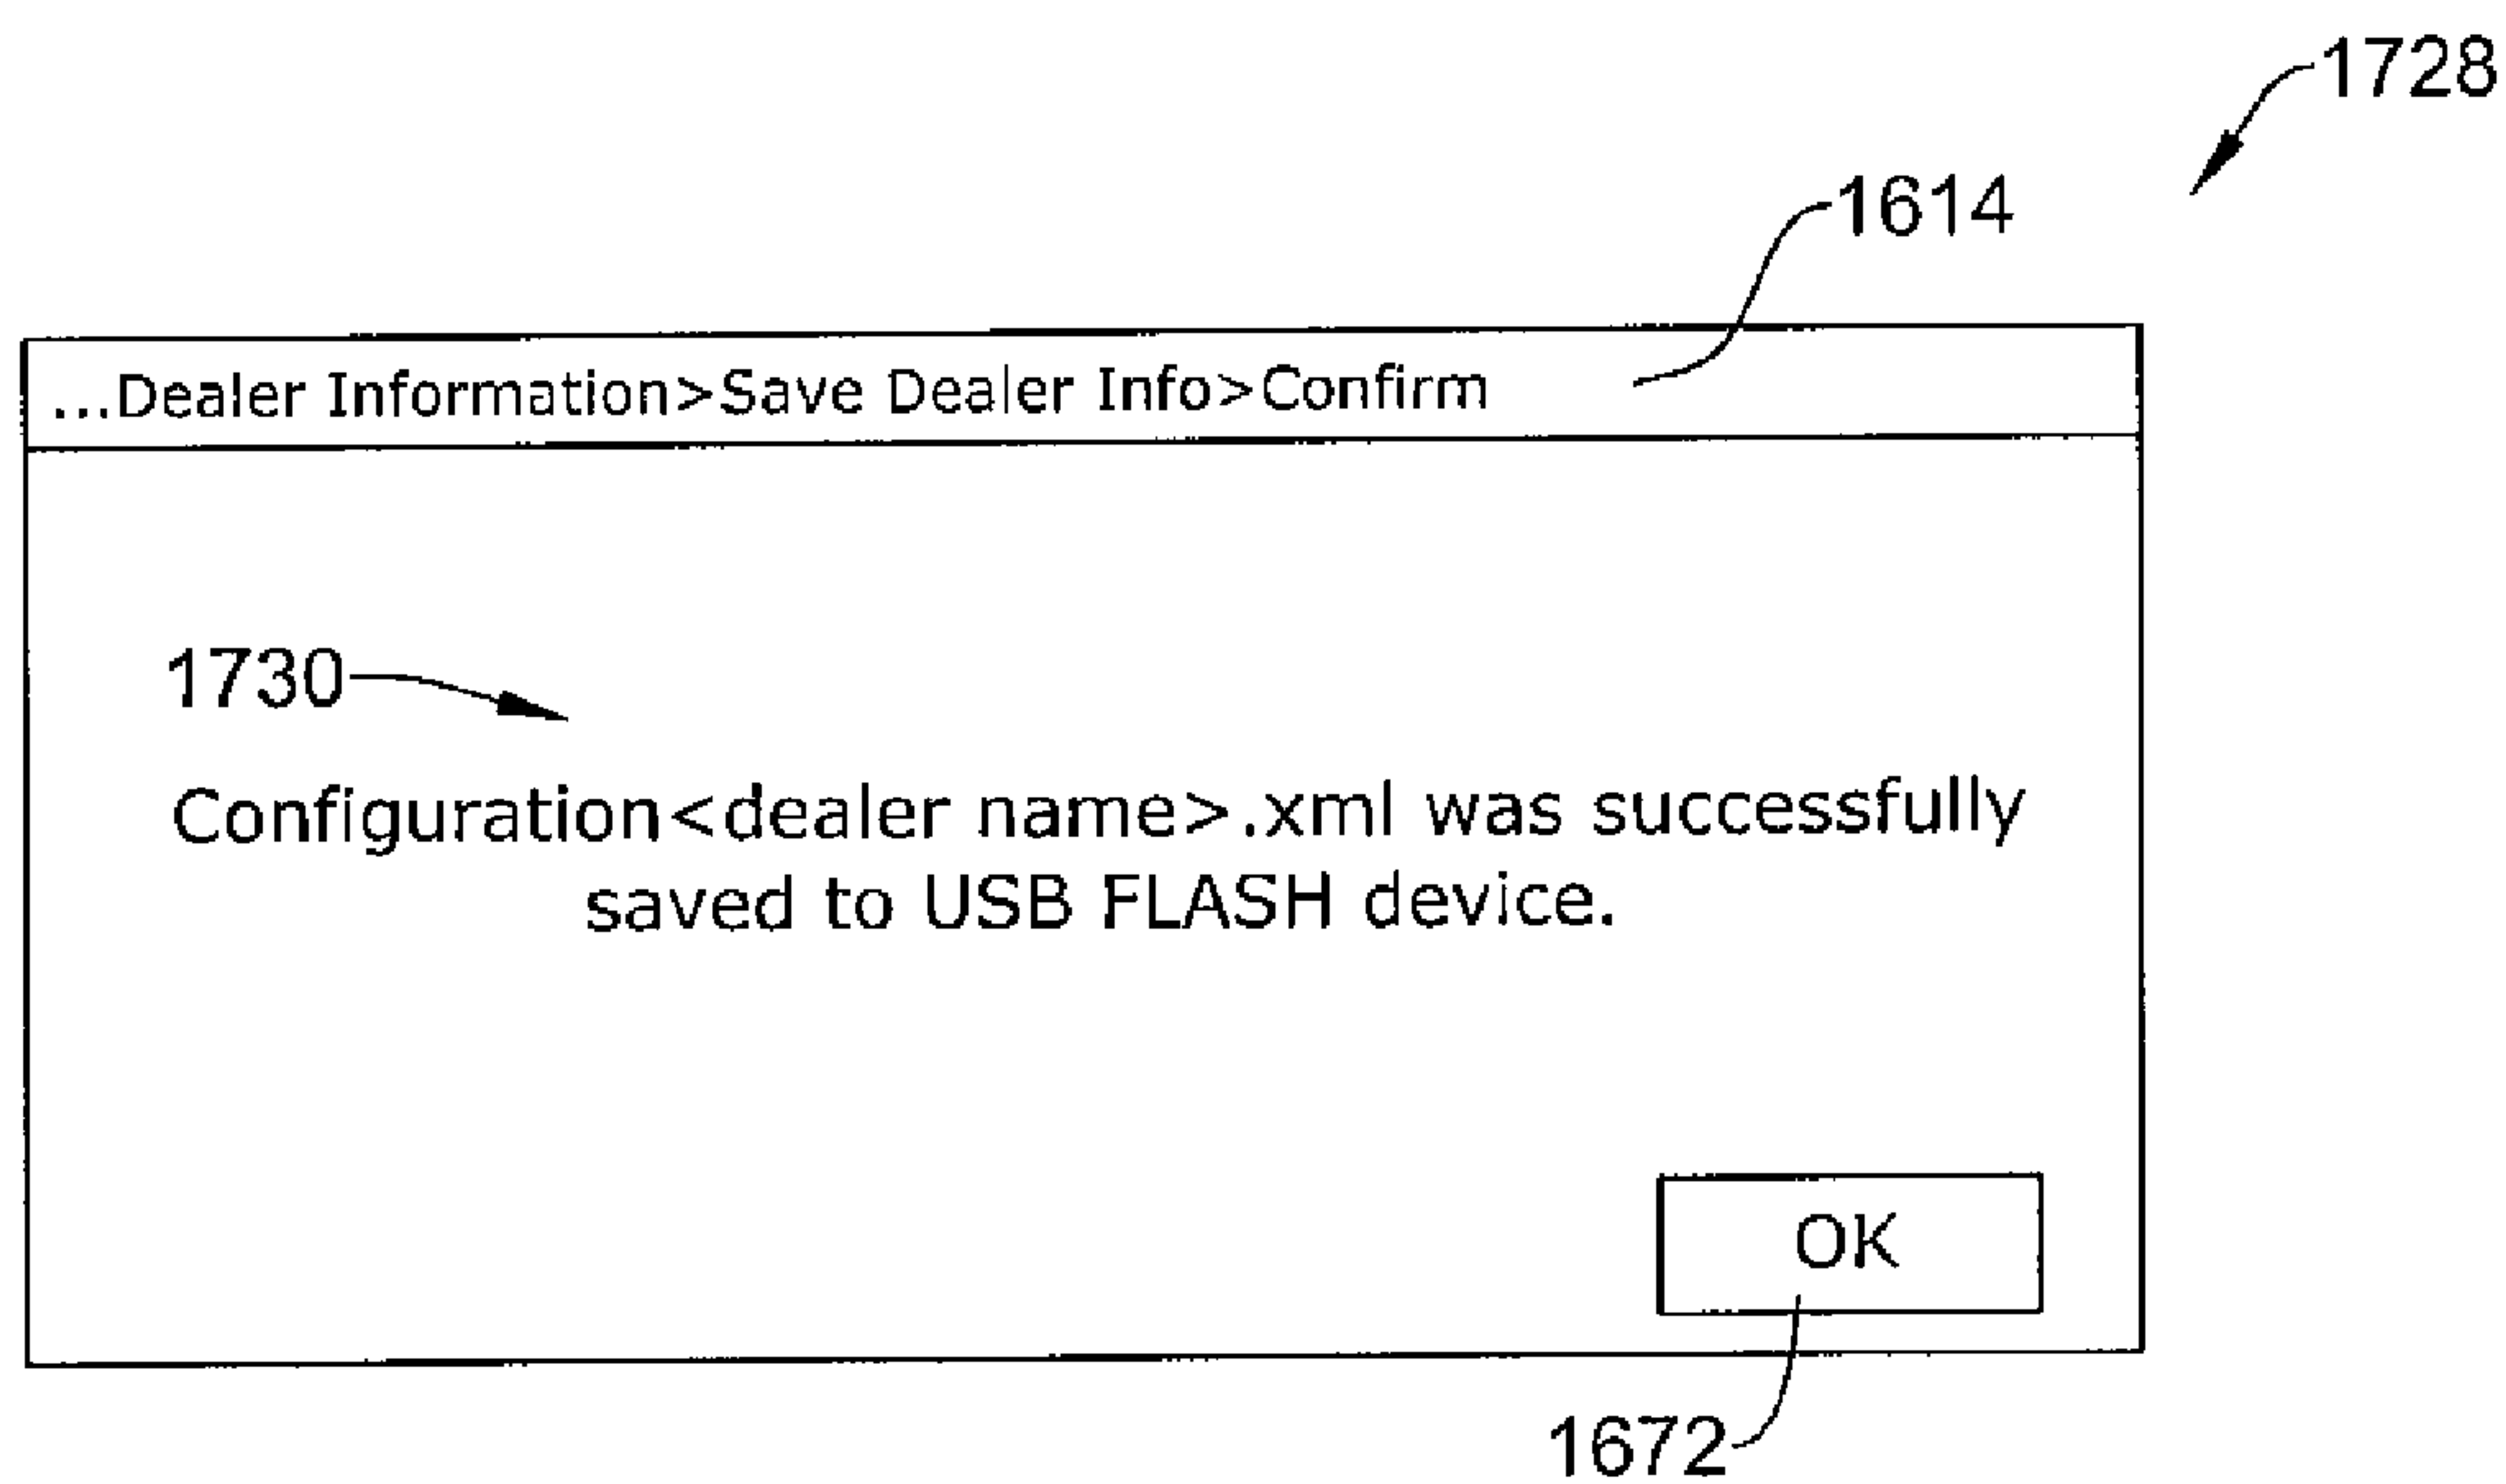 1728
1614
...Dealer Information>Save Dealer Info>Confirm
1730
Configuration<dealer name>.xml was successfully
saved to USB FLASH device.
OK
1672